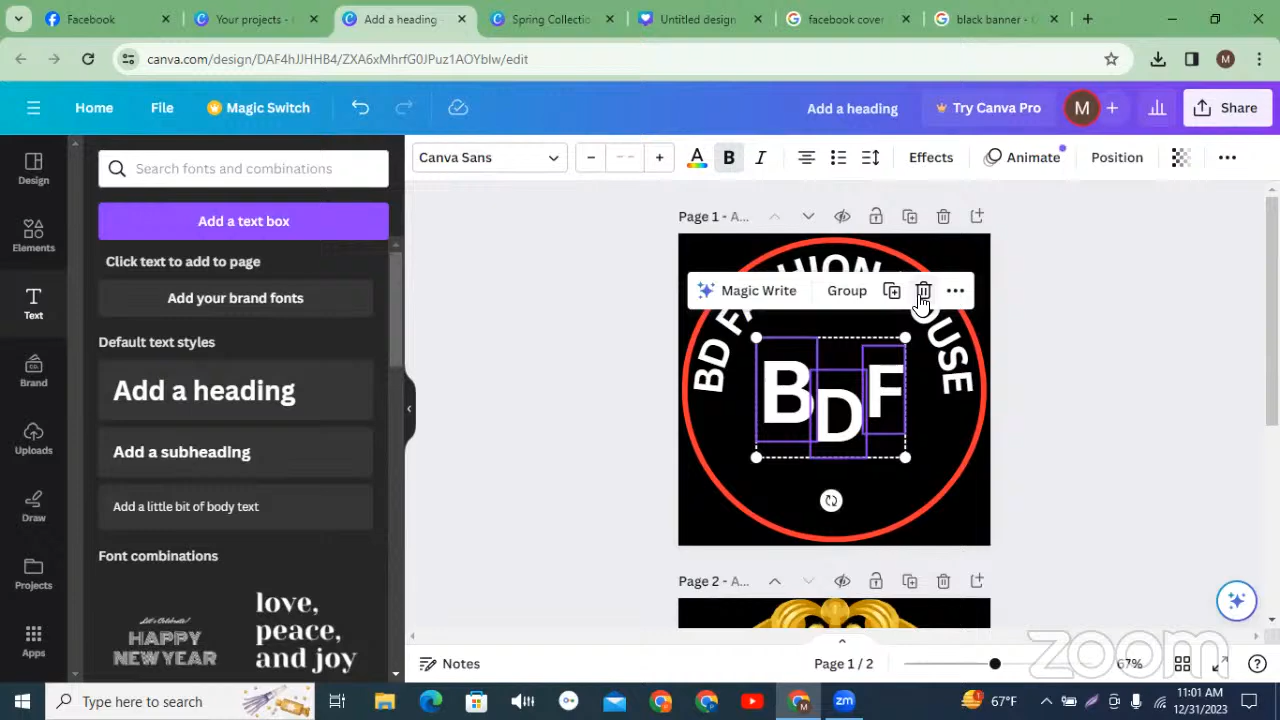 Facebook
Your projects - 
Add a heading - 
Spring Collectio
Untitled design
facebook cover
black banner - G
canva.com/design/DAF4hJJHHB4/ZXA6xMhrfG0JPuz1AOYblw/edit
M
Home
File
Magic Switch
Add a heading
Try Canva Pro
M
Share
Design
Elements
Text
Brand
Uploads
Draw
Projects
Apps
Search fonts and combinations
Add a text box
Click text to add to page
Add your brand fonts
Default text styles
Add a heading
Add a subheading
Add a little bit of body text
Font combinations
Let's Celebrate!
HAPPY
NEW YEAR
love,
peace,
and joy
Canva Sans
- -- +
A B I
Effects
Animate
Position
Page 1 - A...
Magic Write
Group
BD
HION
OUSE
B
D
F
Page 2 - A...
Notes
Page 1 / 2
67%
zoom
Type here to search
M
zm
67°F
11:01 AM
12/31/2023